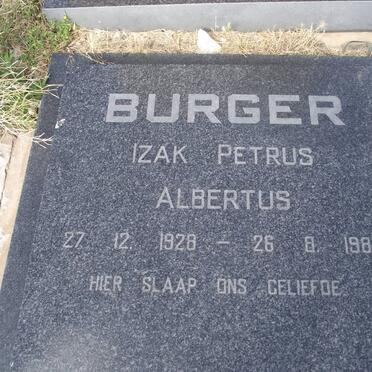 BURGER
IZAK PETRUS
ALBERTUS
27. 12. 1928 – 26. 8. 198
HIER SLAAP ONS GELIEFDE